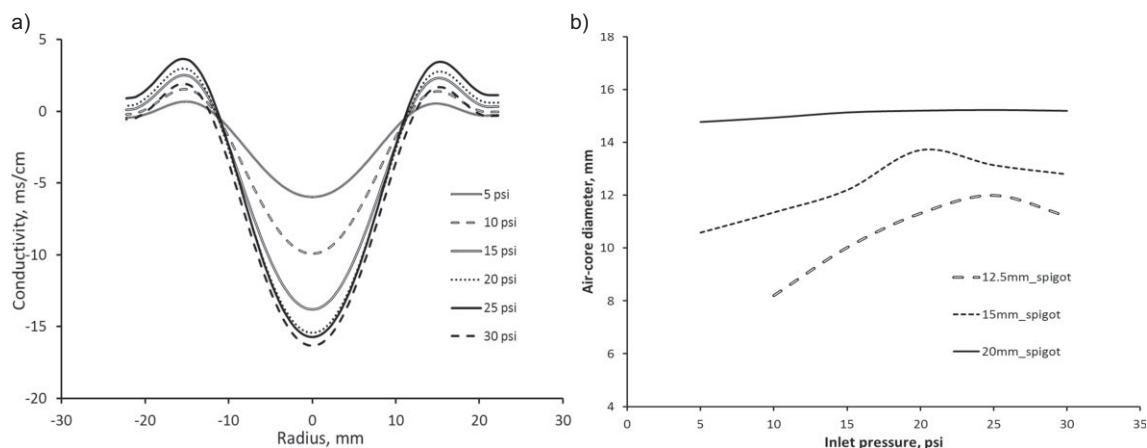 a)
Conductivity, ms/cm
5
0
-5
-10
-15
-20
-30
-20
-10
0
10
20
30
Radius, mm
5 psi
10 psi
15 psi
20 psi
25 psi
30 psi
b)
Air-core diameter, mm
18
16
14
12
10
8
6
4
0
5
10
15
20
25
30
35
Inlet pressure, psi
12.5mm_spigot
15mm_spigot
20mm_spigot